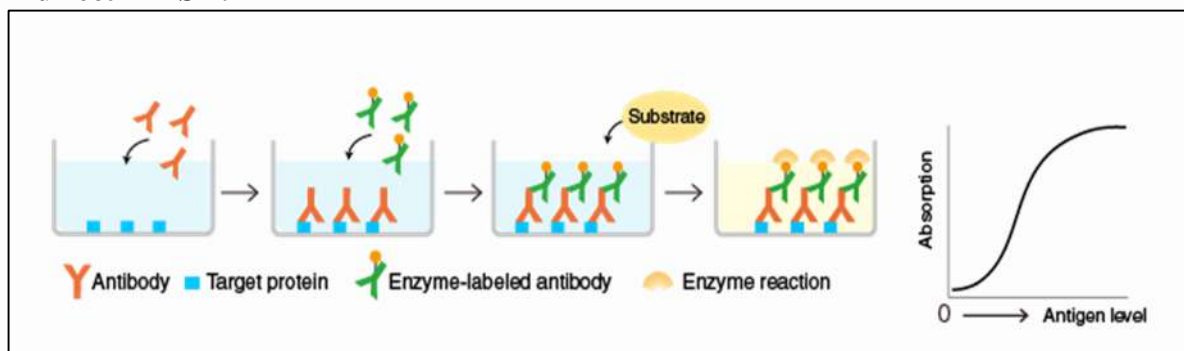 Substrate
Absorption
0
Antigen level
Antibody
Target protein
Enzyme-labeled antibody
Enzyme reaction